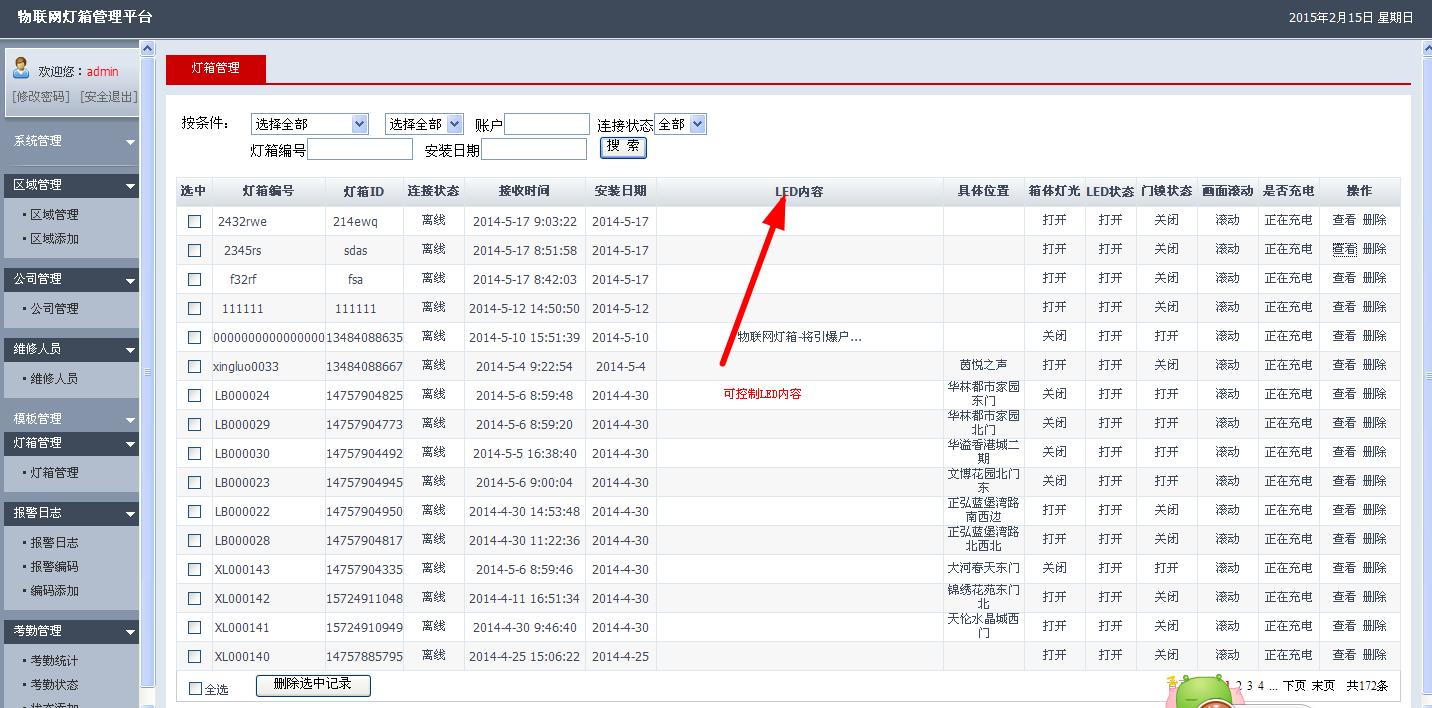 物联网灯箱管理平台
2015年2月15日 星期日
欢迎您：admin
[修改密码] [安全退出]
系统管理
区域管理
区域管理
区域添加
公司管理
公司管理
维修人员
维修人员
模板管理
灯箱管理
灯箱管理
报警日志
报警日志
报警编码
编码添加
考勤管理
考勤统计
考勤状态
状态添加
灯箱管理
按条件： 选择全部 选择全部 账户 连接状态 全部
灯箱编号 安装日期 搜 索
选中 灯箱编号 灯箱ID 连接状态 接收时间 安装日期 LED内容 具体位置 箱体灯光 LED状态 门锁状态 画面滚动 是否充电 操作
2432rwe 214ewq 离线 2014-5-17 9:03:22 2014-5-17 打开 打开 关闭 滚动 正在充电 查看 删除
2345rs sdas 离线 2014-5-17 8:51:58 2014-5-17 打开 打开 关闭 滚动 正在充电 查看 删除
f32rf fsa 离线 2014-5-17 8:42:03 2014-5-17 打开 打开 关闭 滚动 正在充电 查看 删除
111111 111111 离线 2014-5-12 14:50:50 2014-5-12 打开 打开 关闭 滚动 正在充电 查看 删除
0000000000000000 13484088635 离线 2014-5-10 15:51:39 2014-5-10 物联网灯箱-将引爆户... 关闭 打开 打开 滚动 正在充电 查看 删除
xingluo0033 13484088667 离线 2014-5-4 9:22:54 2014-5-4 茵悦之声 打开 打开 关闭 滚动 正在充电 查看 删除
LB000024 14757904825 离线 2014-5-6 8:59:48 2014-4-30 可控制LED内容 华林都市家园东门 关闭 打开 关闭 滚动 正在充电 查看 删除
LB000029 14757904773 离线 2014-5-6 8:59:20 2014-4-30 华林都市家园北门 关闭 打开 关闭 滚动 正在充电 查看 删除
LB000030 14757904492 离线 2014-5-5 16:38:40 2014-4-30 华溢香港城二期 关闭 打开 关闭 滚动 正在充电 查看 删除
LB000023 14757904945 离线 2014-5-6 9:00:04 2014-4-30 文博花园北门东 关闭 打开 关闭 滚动 正在充电 查看 删除
LB000022 14757904950 离线 2014-4-30 14:53:48 2014-4-30 正弘蓝堡湾路南西边 打开 打开 关闭 滚动 正在充电 查看 删除
LB000028 14757904817 离线 2014-4-30 11:22:36 2014-4-30 正弘蓝堡湾路北西北 打开 打开 关闭 滚动 正在充电 查看 删除
XL000143 14757904335 离线 2014-5-6 8:59:46 2014-4-30 大河春天东门 关闭 打开 关闭 滚动 正在充电 查看 删除
XL000142 15724911048 离线 2014-4-11 16:51:34 2014-4-30 锦绣花苑东门北 打开 打开 关闭 滚动 正在充电 查看 删除
XL000141 15724910949 离线 2014-4-30 9:46:40 2014-4-30 天伦水晶城西门 打开 打开 关闭 滚动 正在充电 查看 删除
XL000140 14757885795 离线 2014-4-25 15:06:22 2014-4-25 打开 打开 关闭 滚动 正在充电 查看 删除
全选 删除选中记录 1 2 3 4 ... 下页 末页 共172条